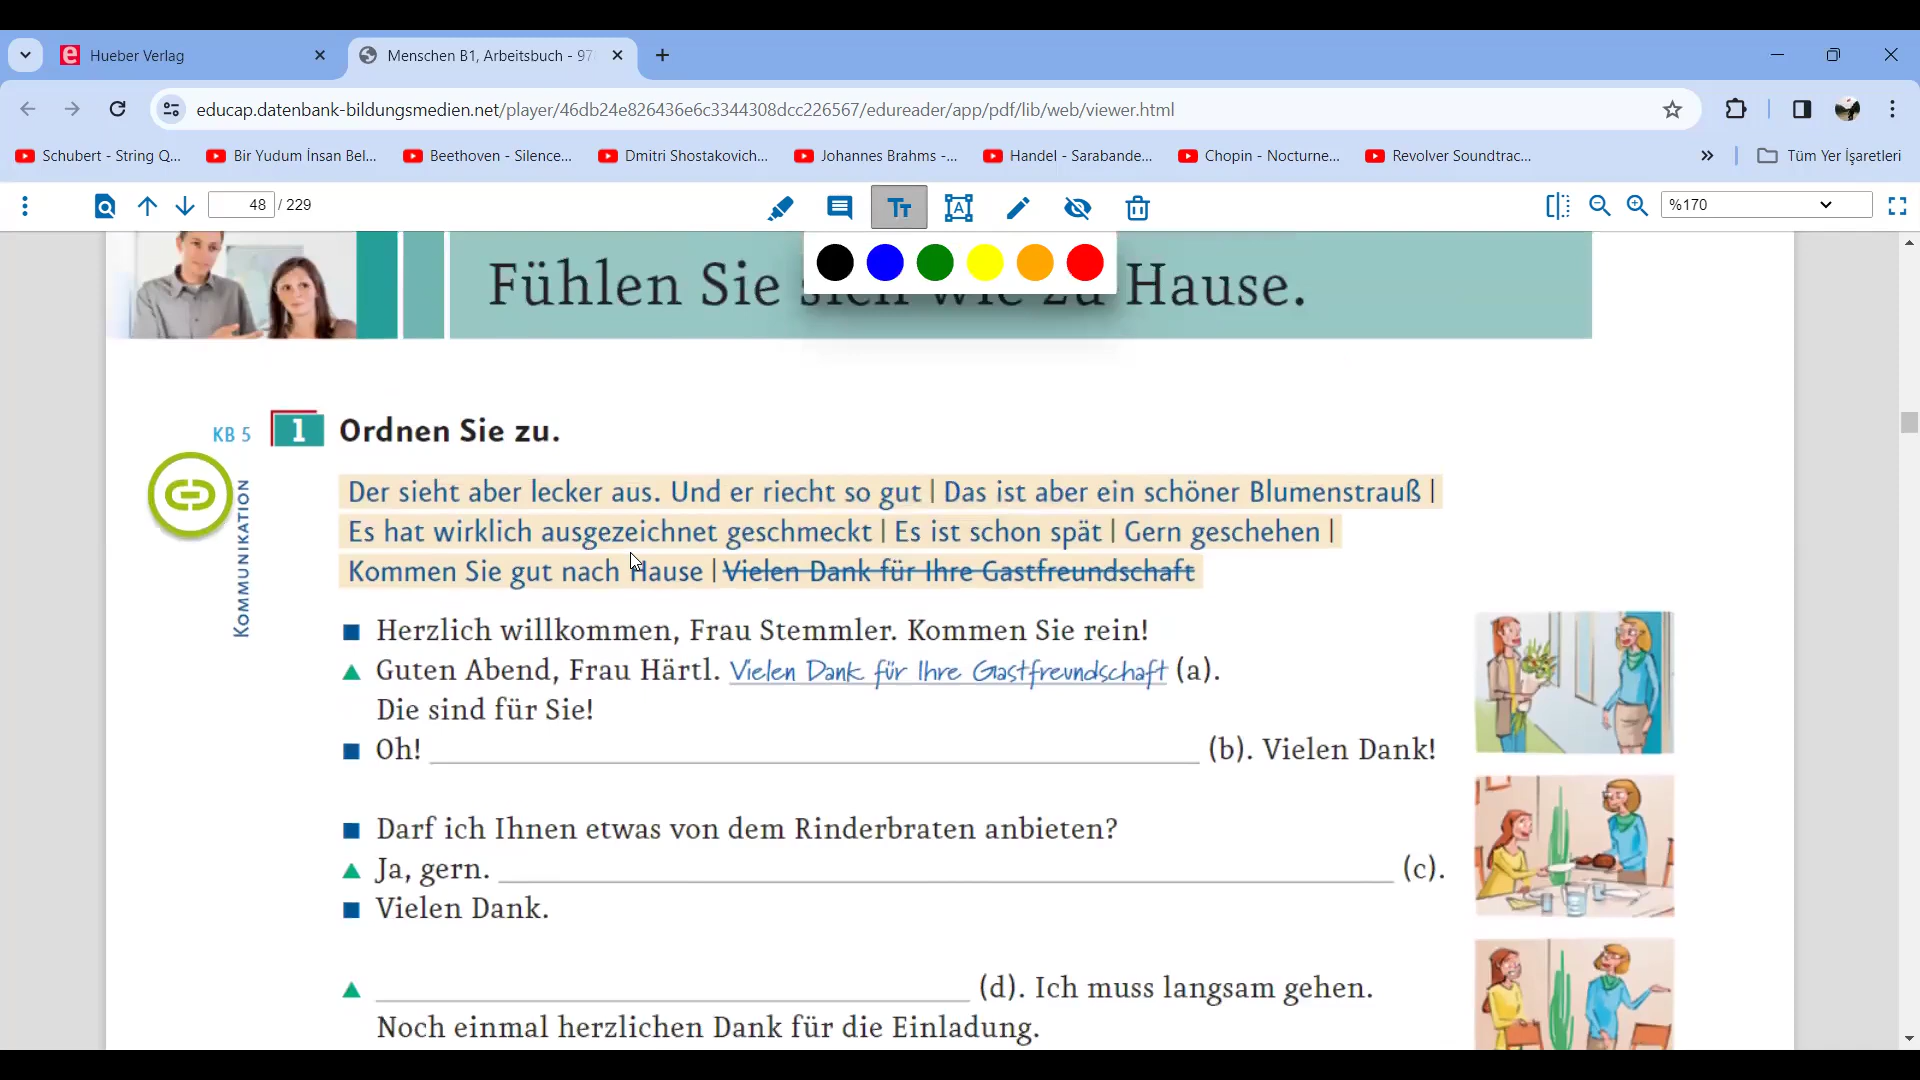 Hueber Verlag
Menschen B1, Arbeitsbuch - 97
educap.datenbank-bildungsmedien.net/player/46db24e826436e6c3344308dcc226567/edureader/app/pdf/lib/web/viewer.html
Schubert - String Q...
Bir Yudum İnsan Bel...
Beethoven - Silence...
Dmitri Shostakovich...
Johannes Brahms -...
Handel - Sarabande...
Chopin - Nocturne...
Revolver Soundtrac...
Tüm Yer İşaretleri
48 / 229
%170
Fühlen Sie sich wie zu Hause.
KB 5
1 Ordnen Sie zu.
KOMMUNIKATION
Der sieht aber lecker aus. Und er riecht so gut | Das ist aber ein schöner Blumenstrauß |
Es hat wirklich ausgezeichnet geschmeckt | Es ist schon spät | Gern geschehen |
Kommen Sie gut nach Hause | Vielen Dank für Ihre Gastfreundschaft
Herzlich willkommen, Frau Stemmler. Kommen Sie rein!
Guten Abend, Frau Härtl. Vielen Dank für Ihre Gastfreundschaft (a).
Die sind für Sie!
Oh! (b). Vielen Dank!
Darf ich Ihnen etwas von dem Rinderbraten anbieten?
Ja, gern. (c).
Vielen Dank.
(d). Ich muss langsam gehen.
Noch einmal herzlichen Dank für die Einladung.